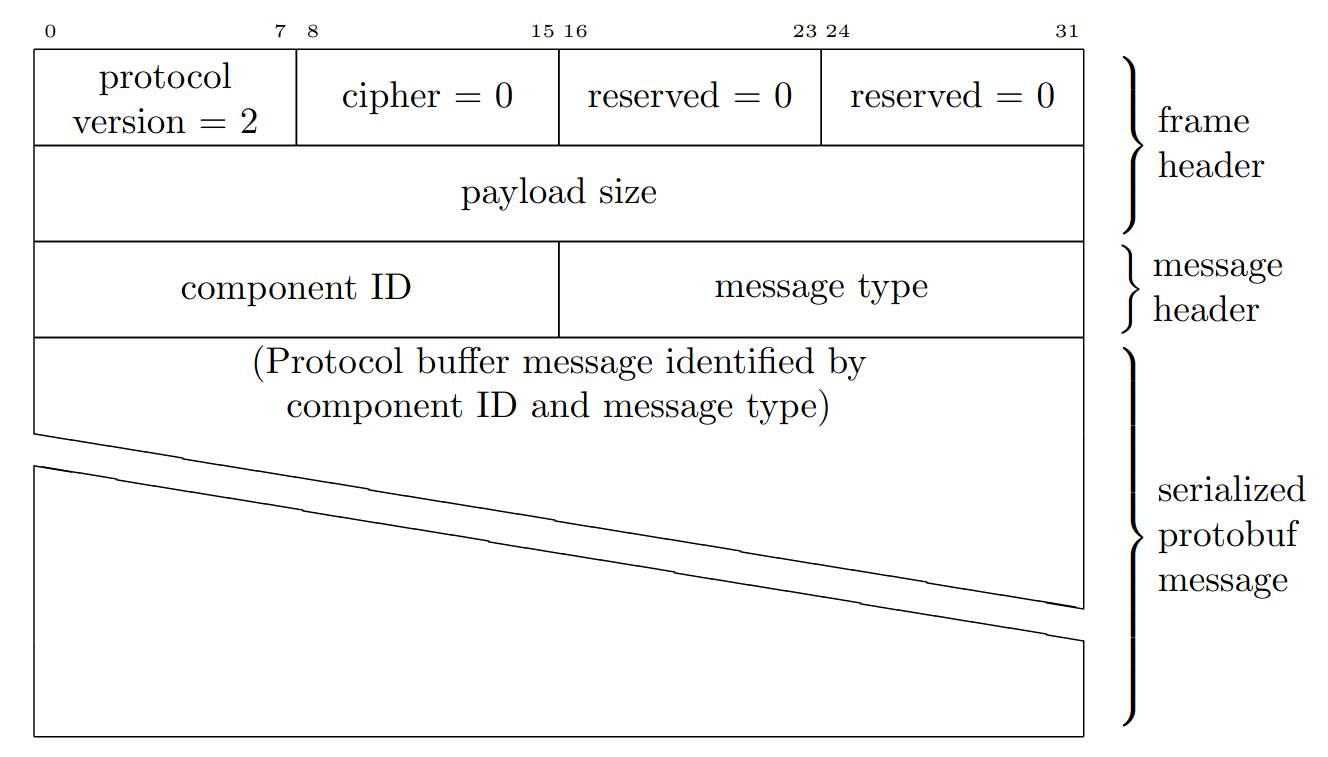 0 7 8 15 16 23 24 31
protocol
version = 2
cipher = 0
reserved = 0
reserved = 0
frame
header
payload size
component ID
message type
message
header
(Protocol buffer message identified by
component ID and message type)
serialized
protobuf
message